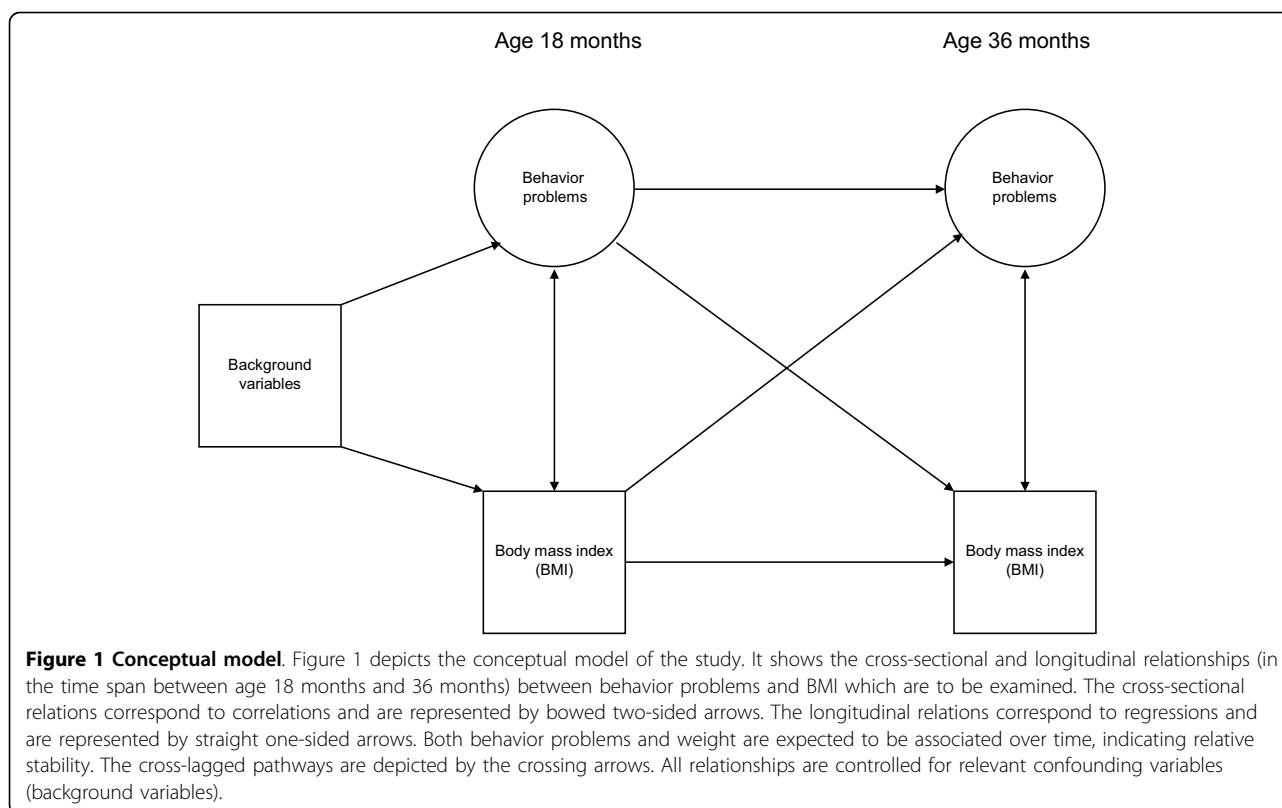 Age 18 months
Age 36 months
Behavior
problems
Behavior
problems
Background
variables
Body mass index
(BMI)
Body mass index
(BMI)
Figure 1 Conceptual model. Figure 1 depicts the conceptual model of the study. It shows the cross-sectional and longitudinal relationships (in
the time span between age 18 months and 36 months) between behavior problems and BMI which are to be examined. The cross-sectional
relations correspond to correlations and are represented by bowed two-sided arrows. The longitudinal relations correspond to regressions and
are represented by straight one-sided arrows. Both behavior problems and weight are expected to be associated over time, indicating relative
stability. The cross-lagged pathways are depicted by the crossing arrows. All relationships are controlled for relevant confounding variables
(background variables).